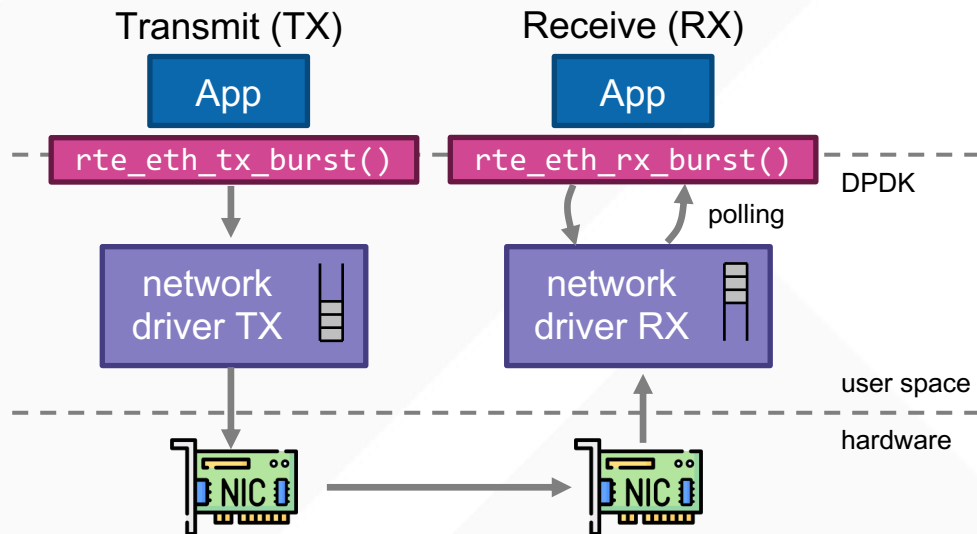 Transmit (TX)
Receive (RX)
App
App
rte_eth_tx_burst()
rte_eth_rx_burst()
DPDK
polling
network
driver TX
network
driver RX
user space
hardware
NIC
NIC